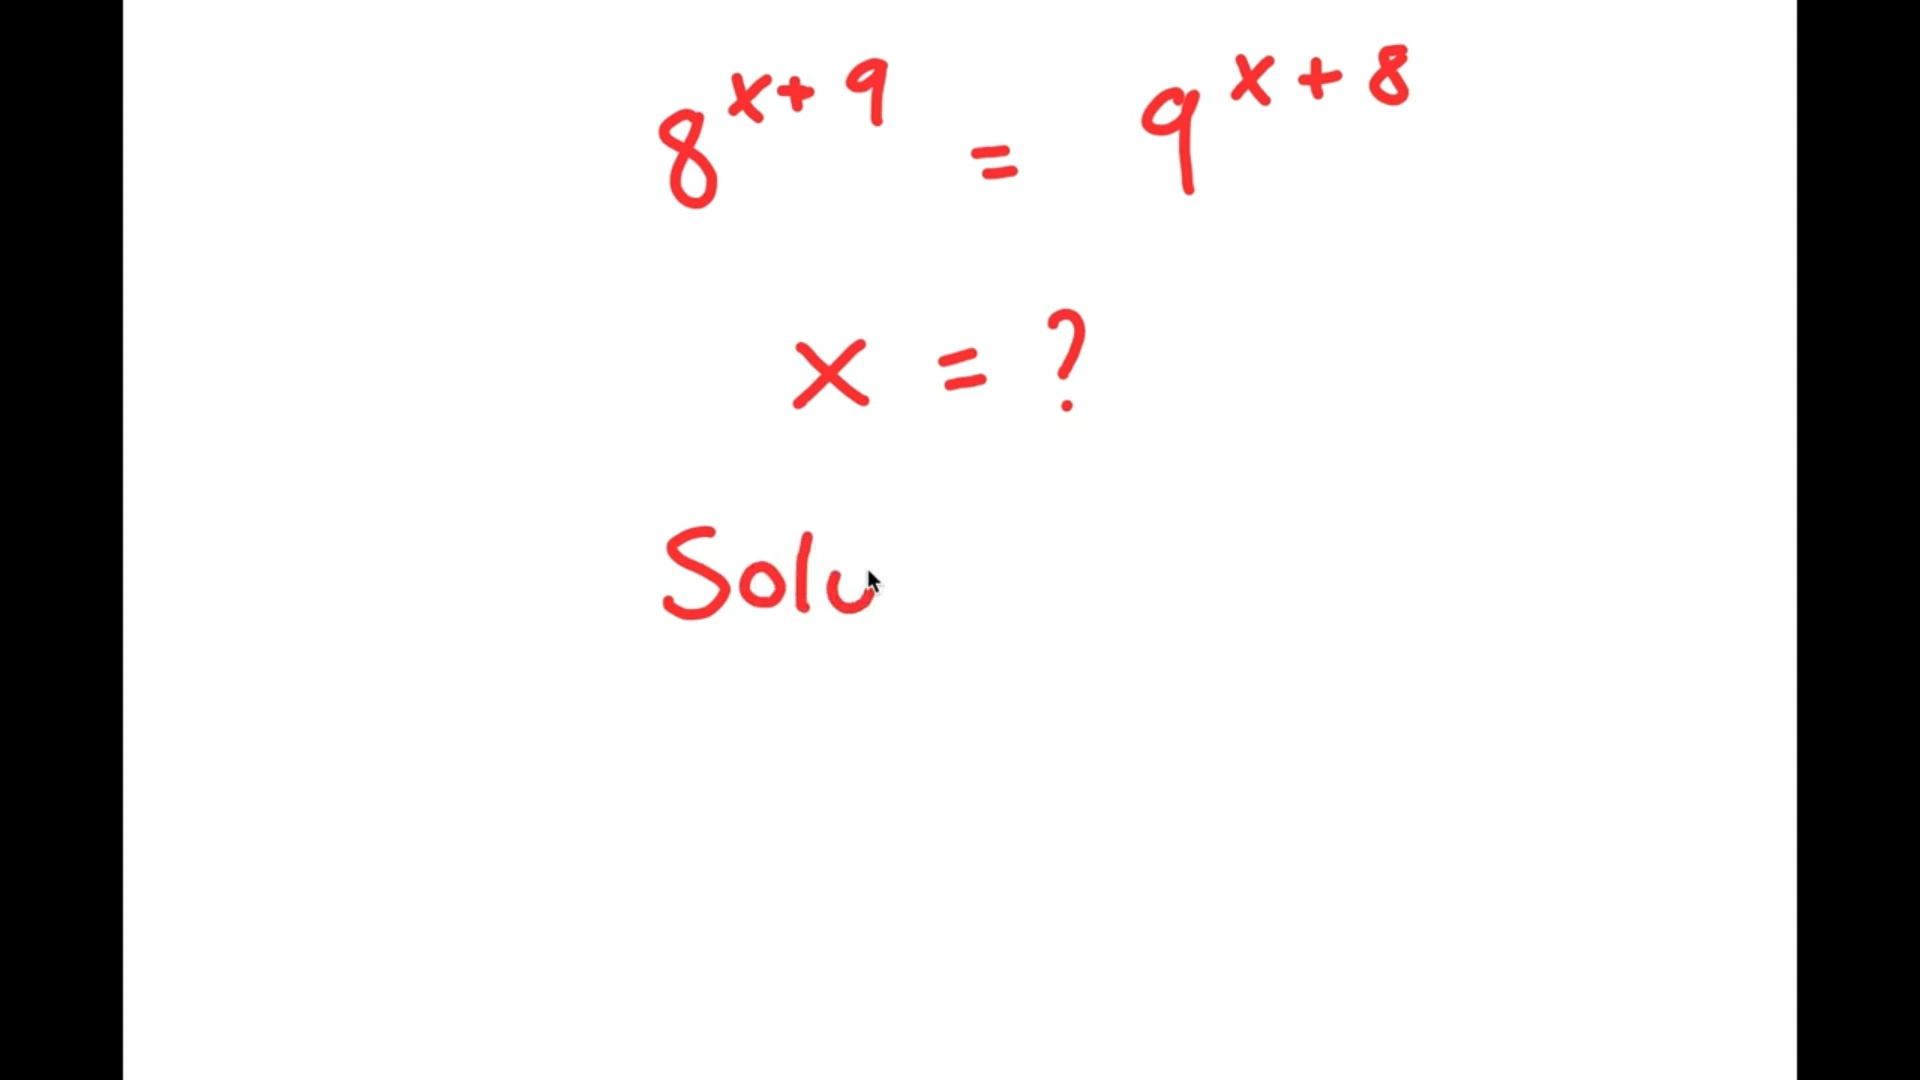 8^{x+9} = 9^{x+8}
x = ?
Solu